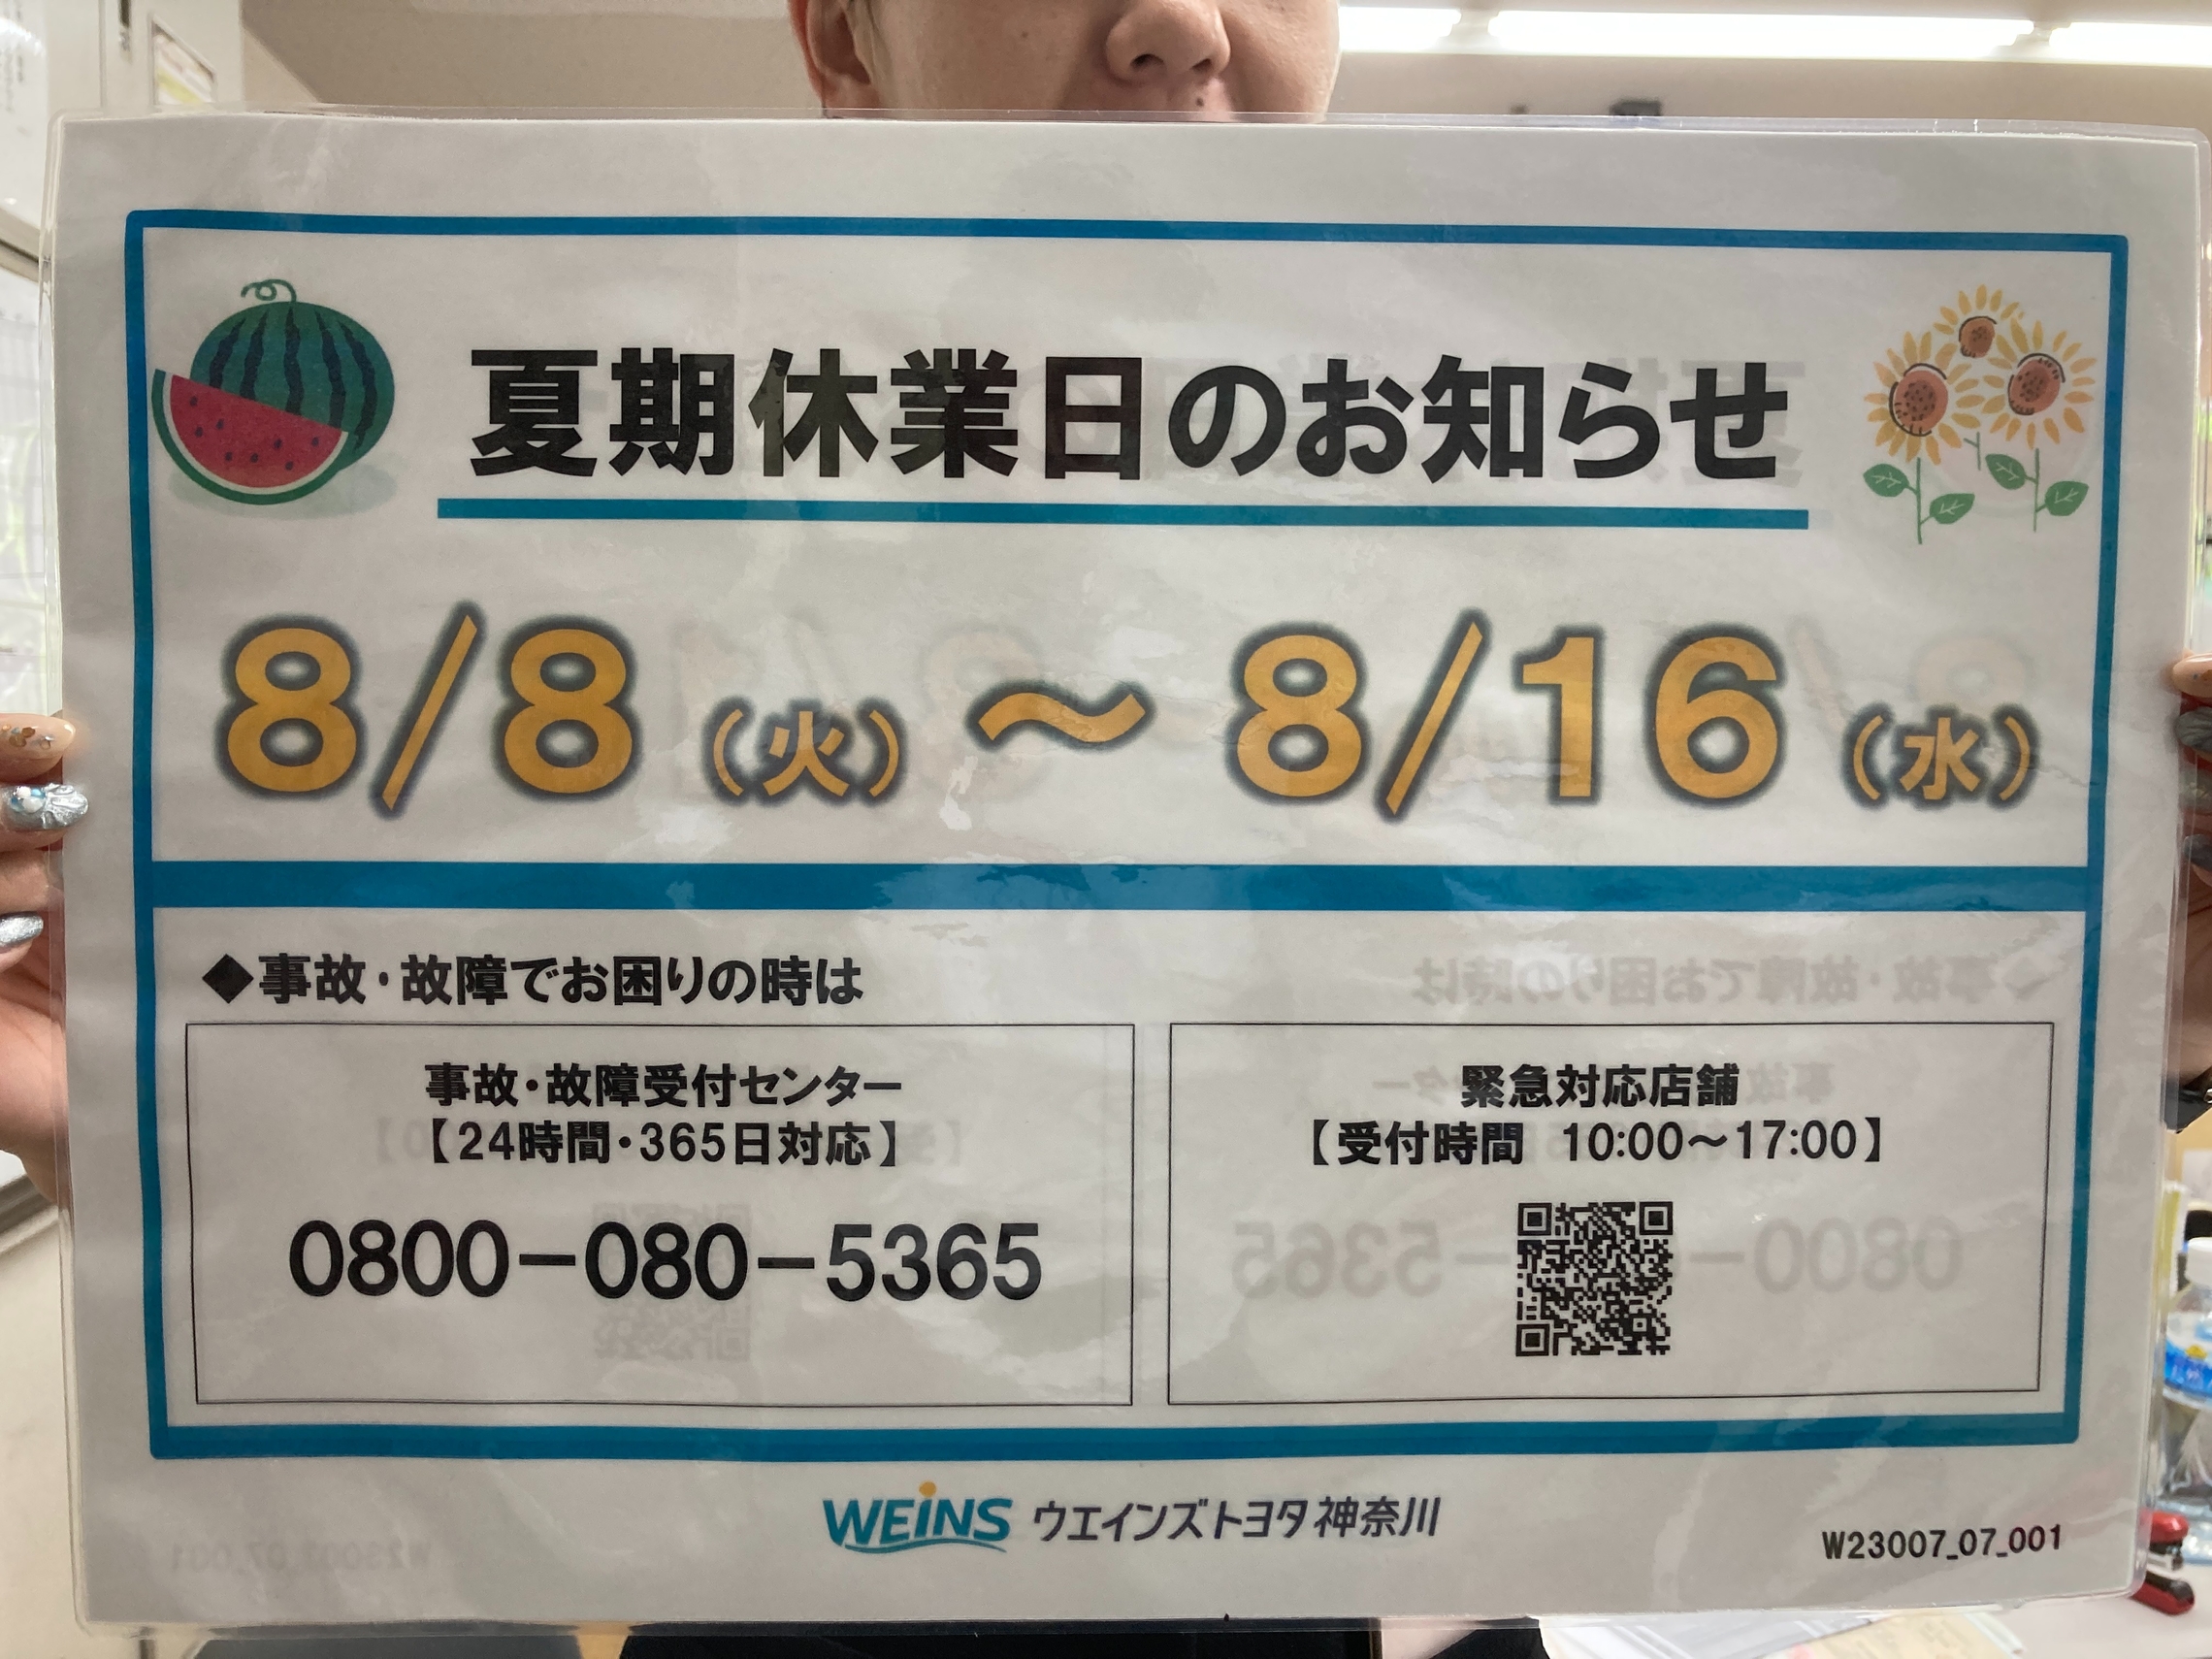 夏期休業日のお知らせ
8/8(火)～8/16(水)
◆事故・故障でお困りの時は
事故・故障受付センター
【24時間・365日対応】
0800－080－5365
緊急対応店舗
【受付時間 10:00～17:00】
WEiNS ウエインズトヨタ神奈川
W23007_07_001